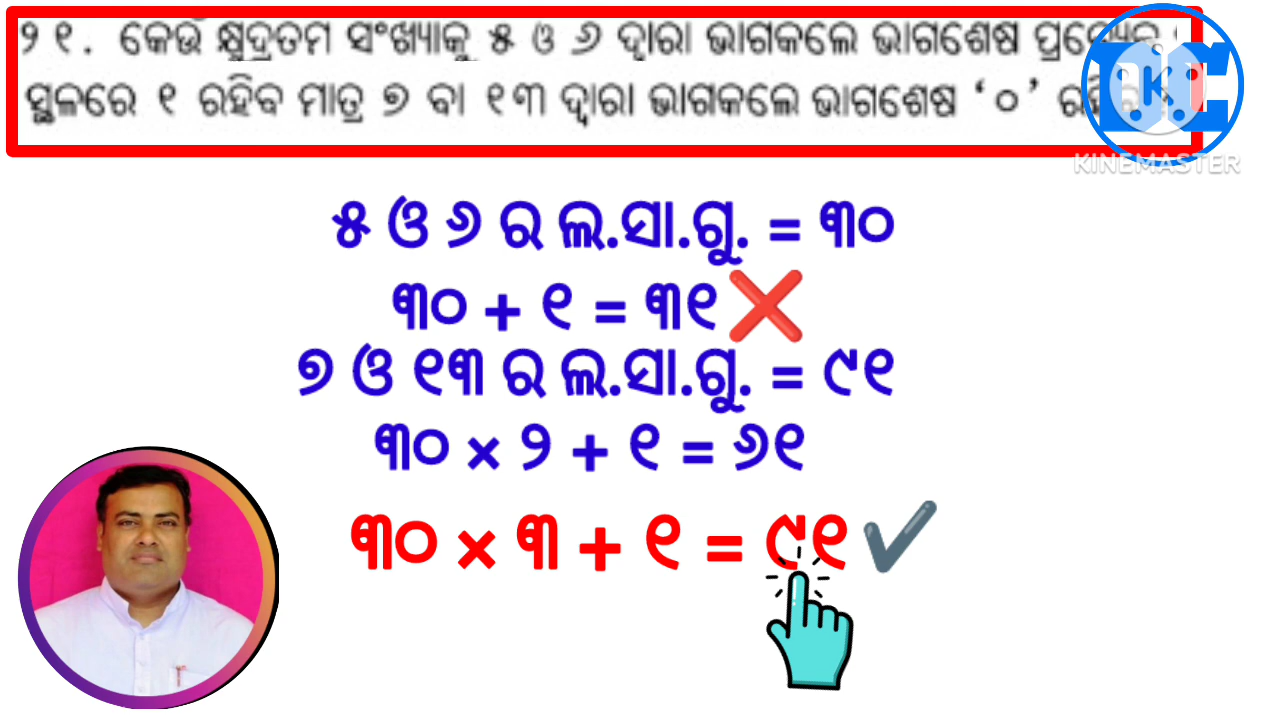 ୨୧. କେଉଁ କ୍ଷୁଦ୍ରତମ ସଂଖ୍ୟାକୁ ୫ ଓ ୬ ଦ୍ୱାରା ଭାଗକଲେ ଭାଗଶେଷ ପ୍ରତ୍ୟେକ
ସ୍ଥଳରେ ୧ ରହିବ ମାତ୍ର ୭ ବା ୧୩ ଦ୍ୱାରା ଭାଗକଲେ ଭାଗଶେଷ ‘୦’
KINEMASTER
୫ ଓ ୬ ର ଲ.ସା.ଗୁ. = ୩୦
୩୦ + ୧ = ୩୧
୭ ଓ ୧୩ ର ଲ.ସା.ଗୁ. = ୯୧
୩୦ × ୨ + ୧ = ୬୧
୩୦ × ୩ + ୧ = ୯୧